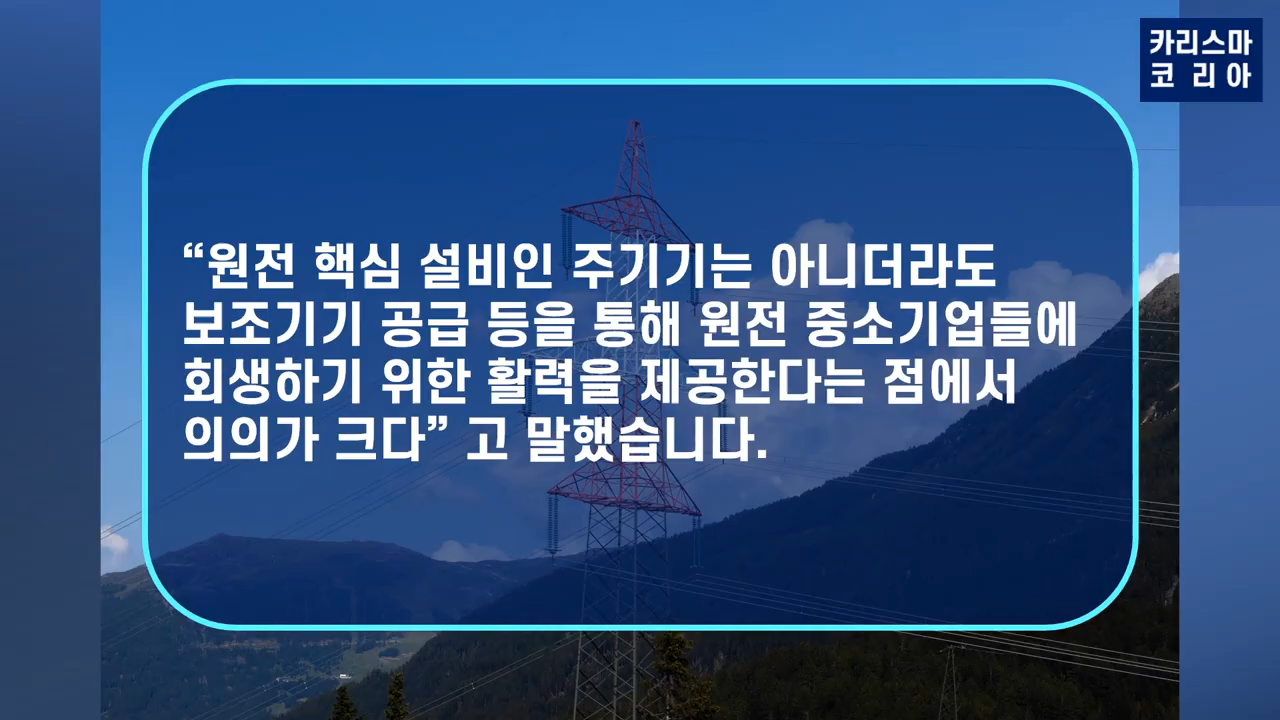 카리스마
코리아
“원전 핵심 설비인 주기기는 아니더라도
보조기기 공급 등을 통해 원전 중소기업들에
회생하기 위한 활력을 제공한다는 점에서
의의가 크다” 고 말했습니다.